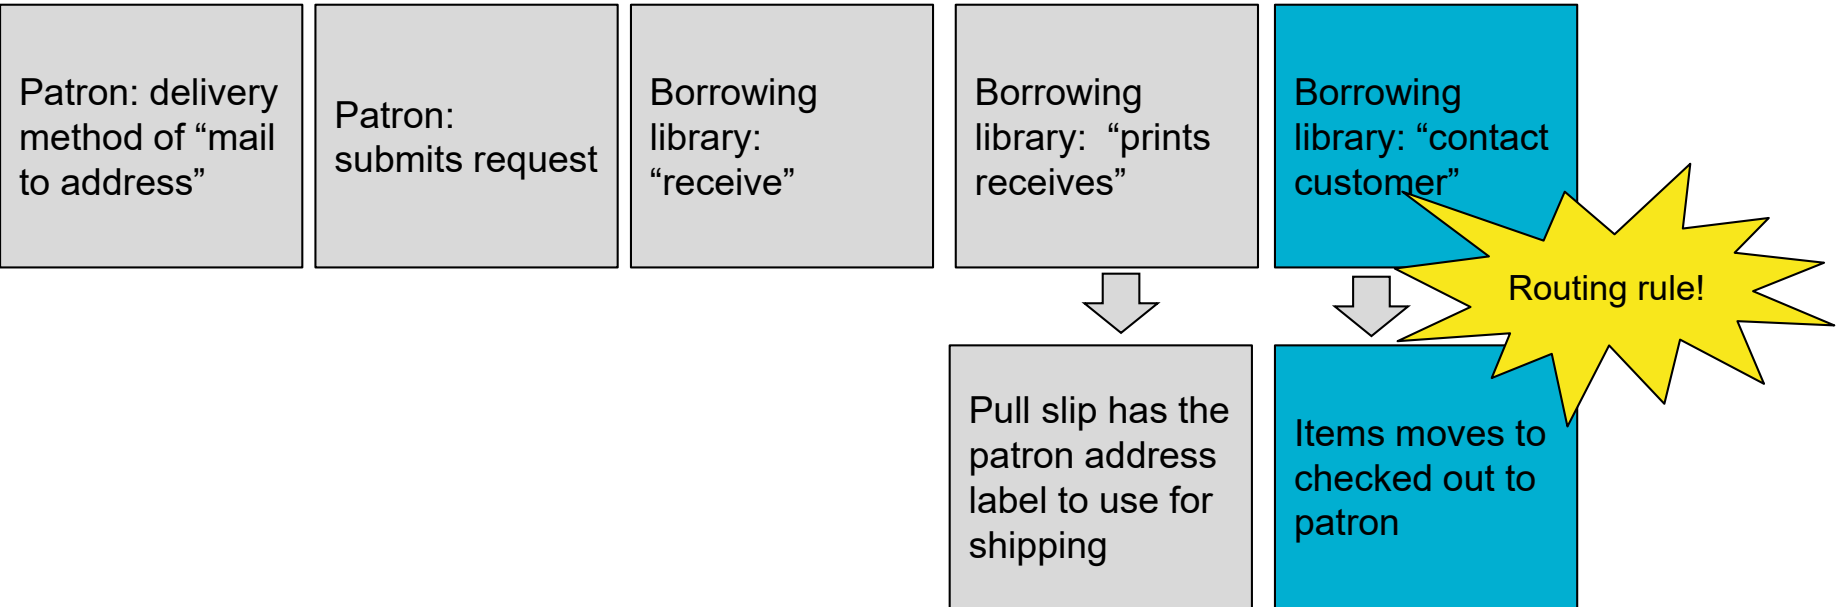 Patron: delivery
method of “mail
to address”
Patron:
submits request
Borrowing
library:
“receive”
Borrowing
library:  “prints
receives”
Borrowing
library: “contact
customer”
Routing rule!
Pull slip has the
patron address
label to use for
shipping
Items moves to
checked out to
patron